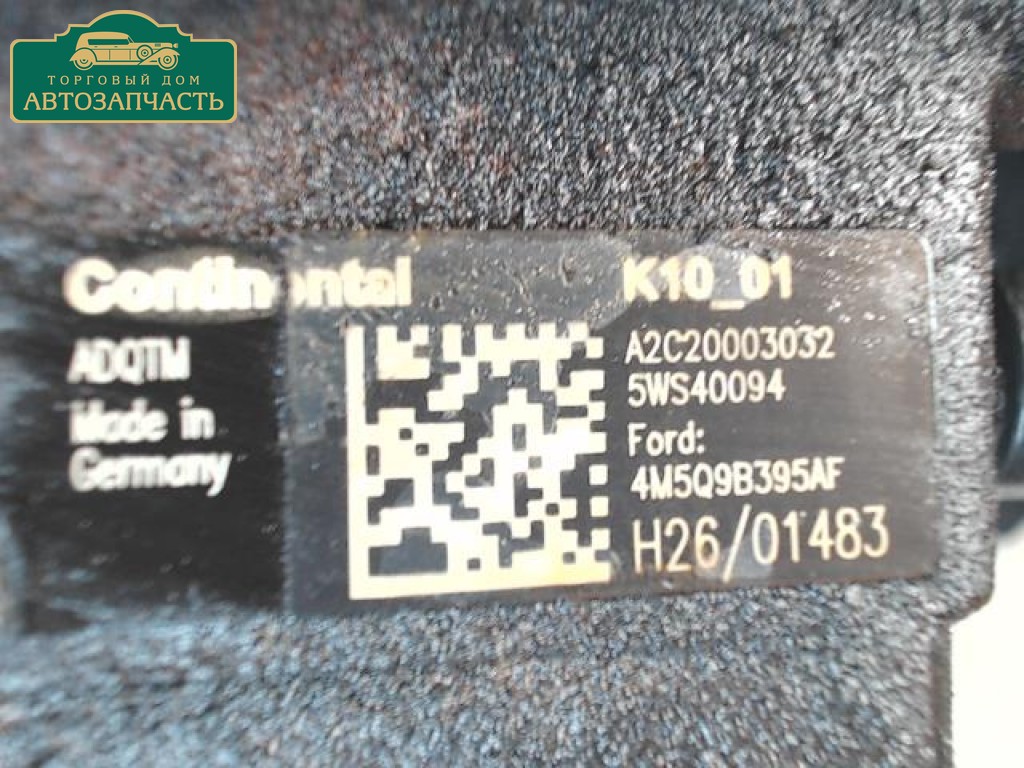 ТОРГОВЫЙ ДОМ
АВТОЗАПЧАСТЬ
Continental
K10_01
ADQTM
Made in
Germany
A2C20003032
5WS40094
Ford:
4M5Q9B395AF
H26/01483